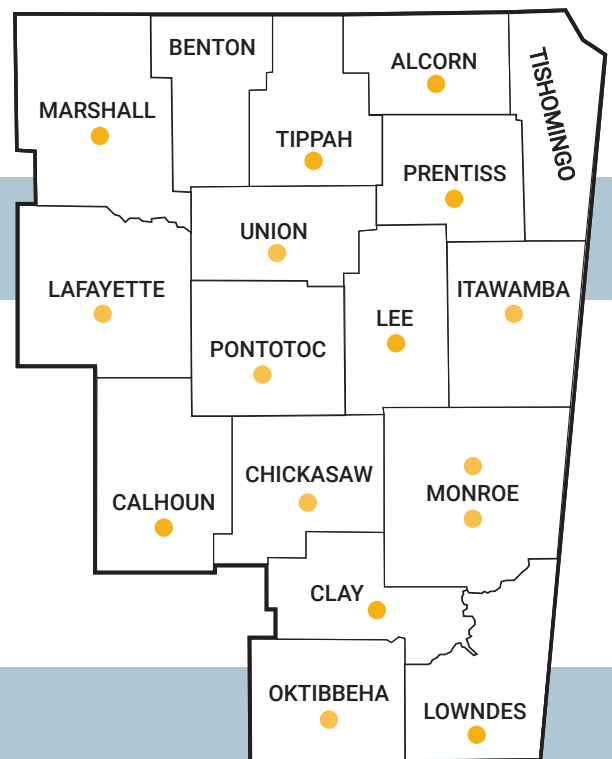 BENTON
ALCORN
TISHOMINGO
MARSHALL
TIPPAH
PRENTISS
UNION
LAFAYETTE
ITAWAMBA
LEE
PONTOTOC
CHICKASAW
MONROE
CALHOUN
CLAY
OKTIBBEHA
LOWNDES